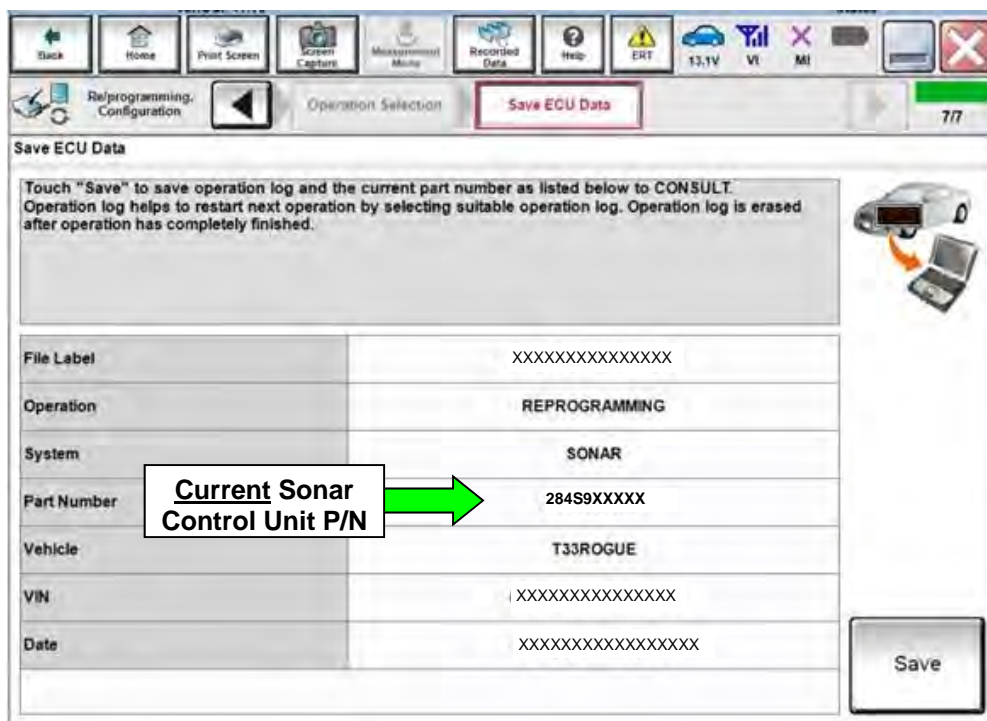 Back
Home
Print Screen
Screen
Capture
Measurement
Mode
Recorded
Data
Help
ERT
13.1V
VI
MI
Re/programming,
Configuration
Operation Selection
Save ECU Data
7/7
Save ECU Data
Touch "Save" to save operation log and the current part number as listed below to CONSULT.
Operation log helps to restart next operation by selecting suitable operation log. Operation log is erased
after operation has completely finished.
File Label
XXXXXXXXXXXXXXX
Operation
REPROGRAMMING
System
SONAR
Part Number
Current Sonar
Control Unit P/N
284S9XXXXX
Vehicle
T33ROGUE
VIN
XXXXXXXXXXXXXXX
Date
XXXXXXXXXXXXXXXXX
Save